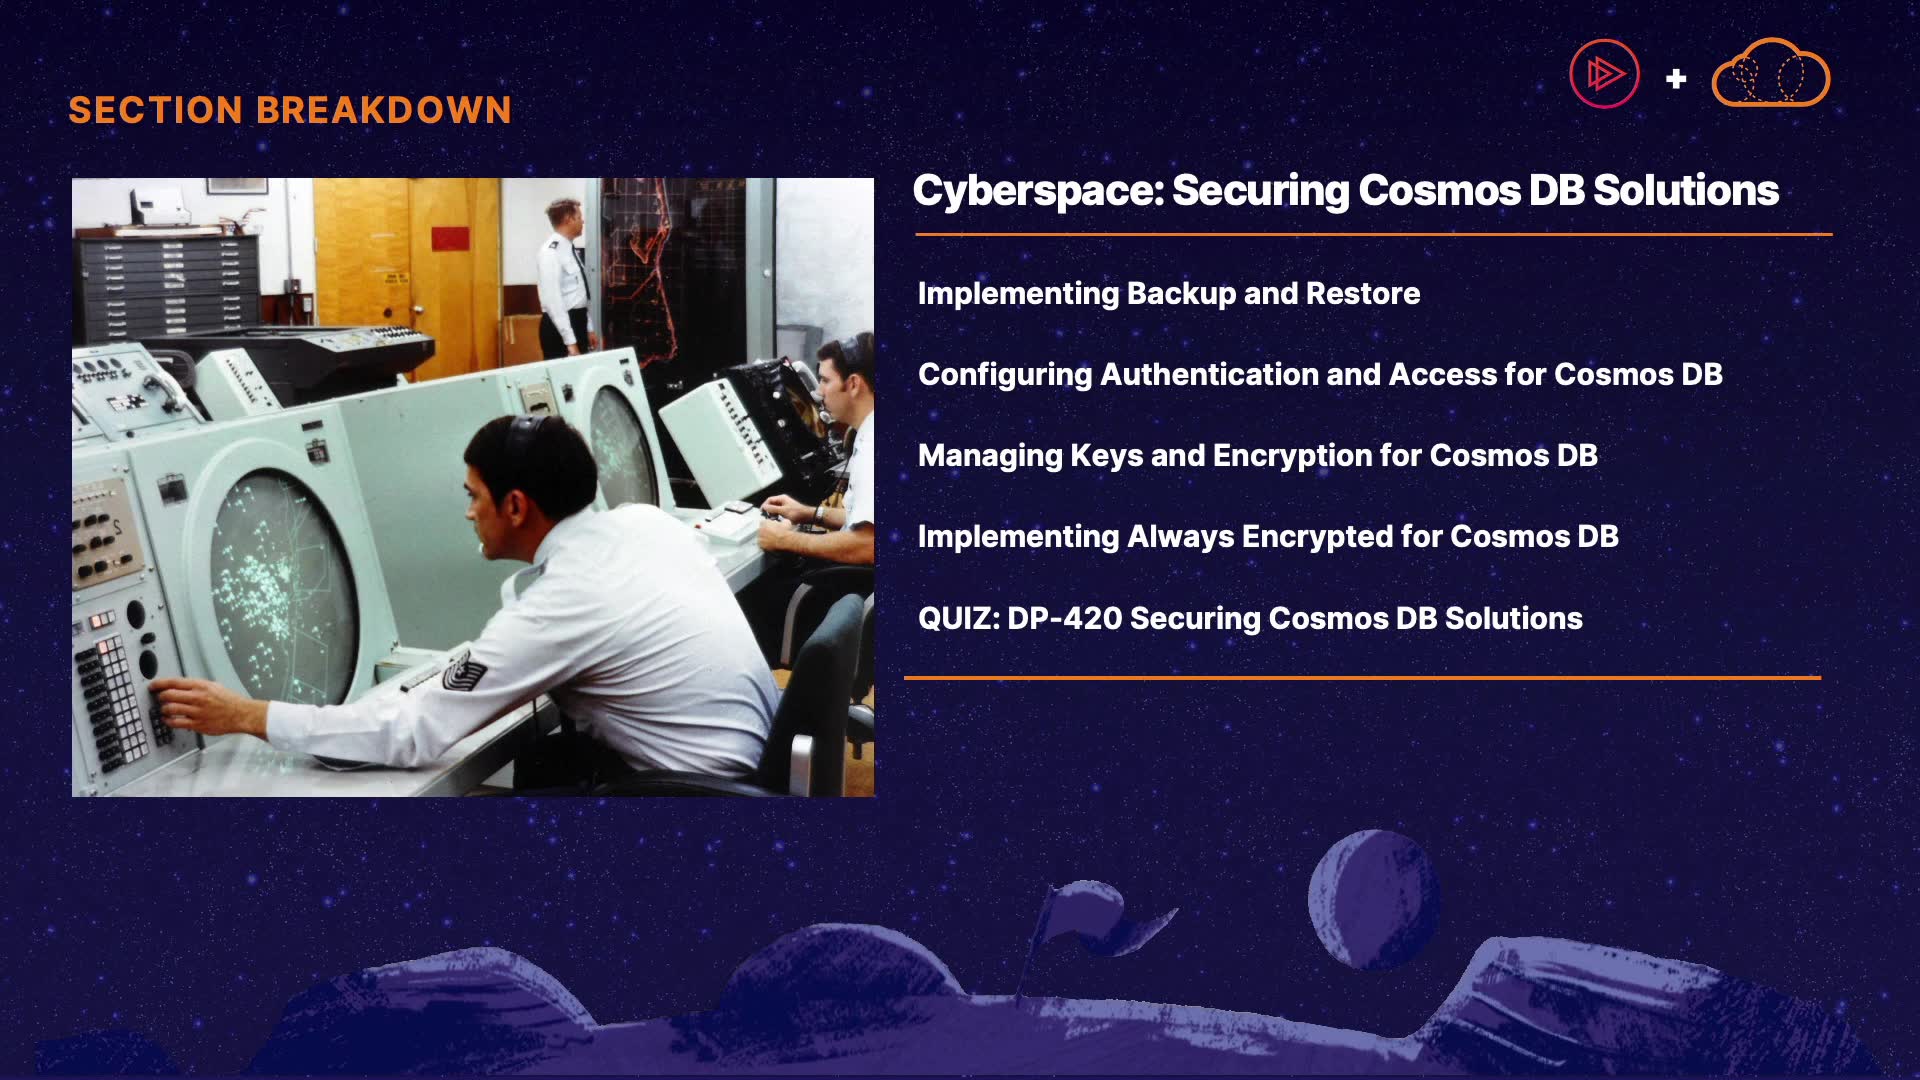 SECTION BREAKDOWN
+
Cyberspace: Securing Cosmos DB Solutions
Implementing Backup and Restore
Configuring Authentication and Access for Cosmos DB
Managing Keys and Encryption for Cosmos DB
Implementing Always Encrypted for Cosmos DB
QUIZ: DP-420 Securing Cosmos DB Solutions